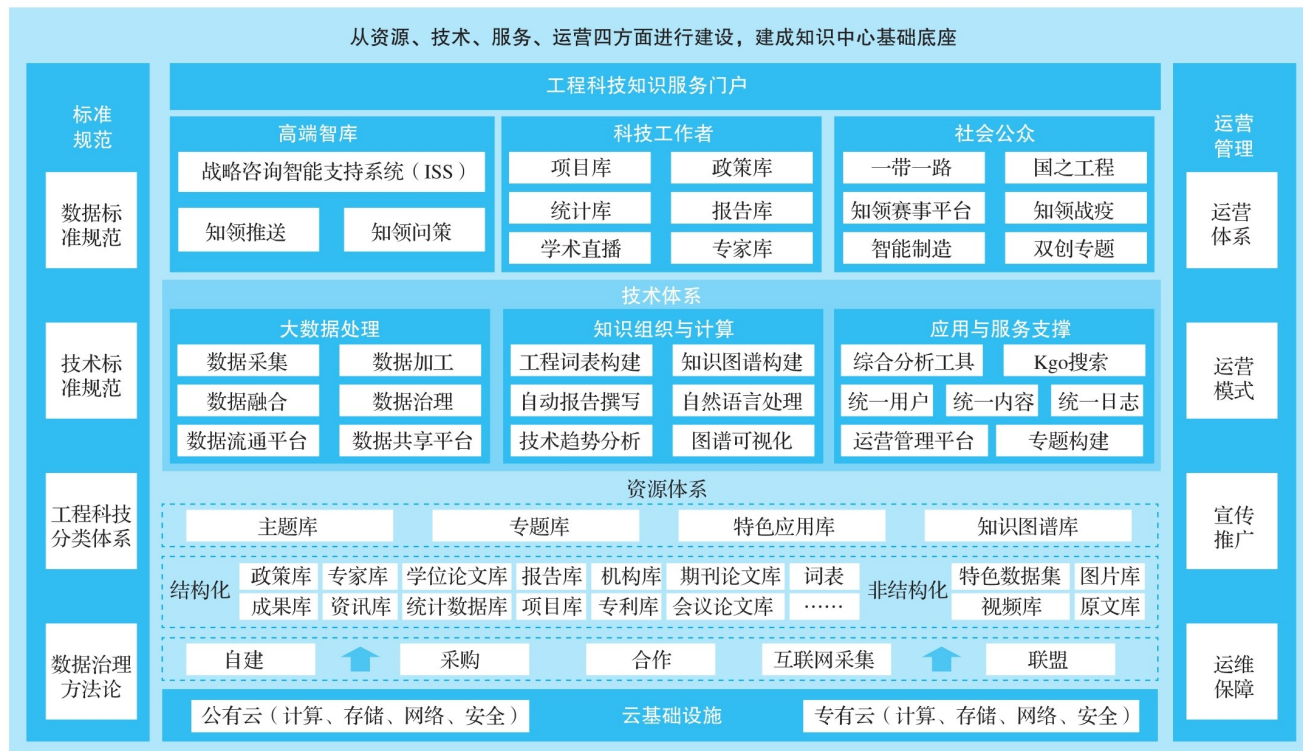 从资源、技术、服务、运营四方面进行建设，建成知识中心基础底座
标准
规范
数据标
准规范
技术标
准规范
工程科技
分类体系
数据治理
方法论
工程科技知识服务门户
高端智库
战略咨询智能支持系统（ISS）
知领推送
知领问策
科技工作者
项目库
政策库
统计库
报告库
学术直播
专家库
社会公众
一带一路
国之工程
知领赛事平台
知领战疫
智能制造
双创专题
技术体系
大数据处理
数据采集
数据加工
数据融合
数据治理
数据流通平台
数据共享平台
知识组织与计算
工程词表构建
知识图谱构建
自动报告撰写
自然语言处理
技术趋势分析
图谱可视化
应用与服务支撑
综合分析工具
Kgo搜索
统一用户
统一内容
统一日志
运营管理平台
专题构建
资源体系
主题库
专题库
特色应用库
知识图谱库
结构化
政策库
专家库
学位论文库
报告库
机构库
期刊论文库
词表
成果库
资讯库
统计数据库
项目库
专利库
会议论文库
……
非结构化
特色数据集
图片库
视频库
原文库
自建
采购
合作
互联网采集
联盟
公有云（计算、存储、网络、安全）
云基础设施
专有云（计算、存储、网络、安全）
运营
管理
运营
体系
运营
模式
宣传
推广
运维
保障